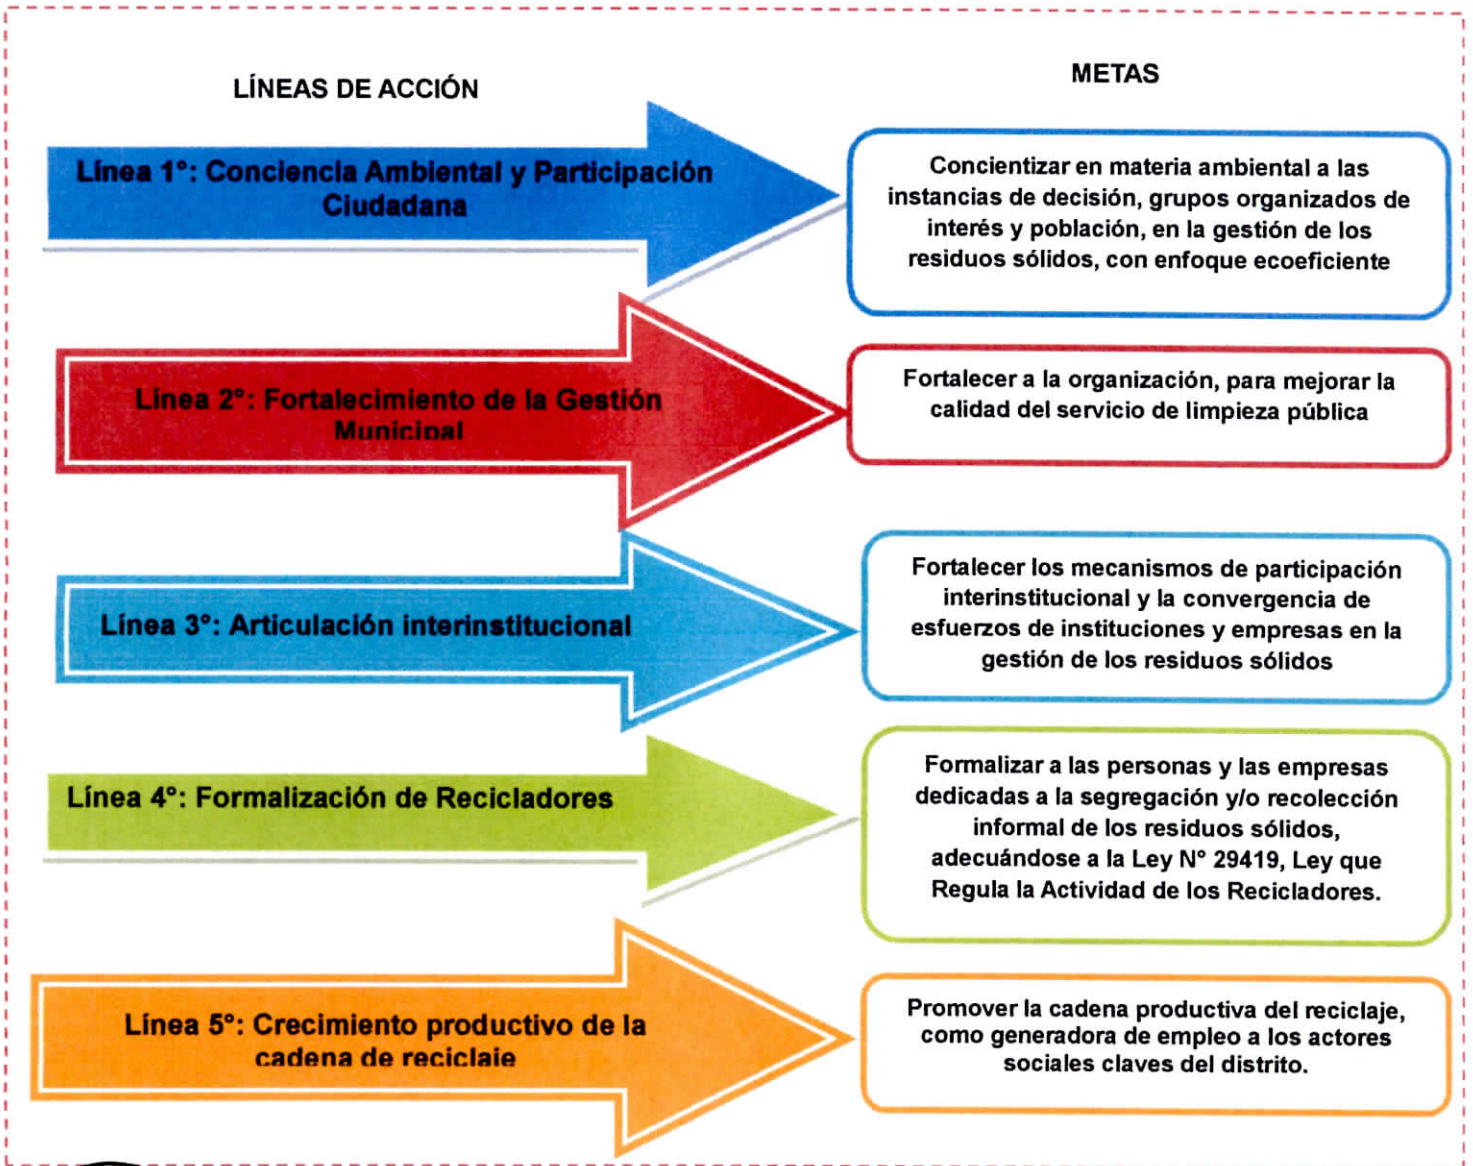 LÍNEAS DE ACCIÓN
METAS
Línea 1°: Conciencia Ambiental y Participación
Ciudadana
Concientizar en materia ambiental a las
instancias de decisión, grupos organizados de
interés y población, en la gestión de los
residuos sólidos, con enfoque ecoeficiente
Línea 2°: Fortalecimiento de la Gestión
Municipal
Fortalecer a la organización, para mejorar la
calidad del servicio de limpieza pública
Línea 3°: Articulación interinstitucional
Fortalecer los mecanismos de participación
interinstitucional y la convergencia de
esfuerzos de instituciones y empresas en la
gestión de los residuos sólidos
Línea 4°: Formalización de Recicladores
Formalizar a las personas y las empresas
dedicadas a la segregación y/o recolección
informal de los residuos sólidos,
adecuándose a la Ley N° 29419, Ley que
Regula la Actividad de los Recicladores.
Línea 5°: Crecimiento productivo de la
cadena de reciclaje
Promover la cadena productiva del reciclaje,
como generadora de empleo a los actores
sociales claves del distrito.